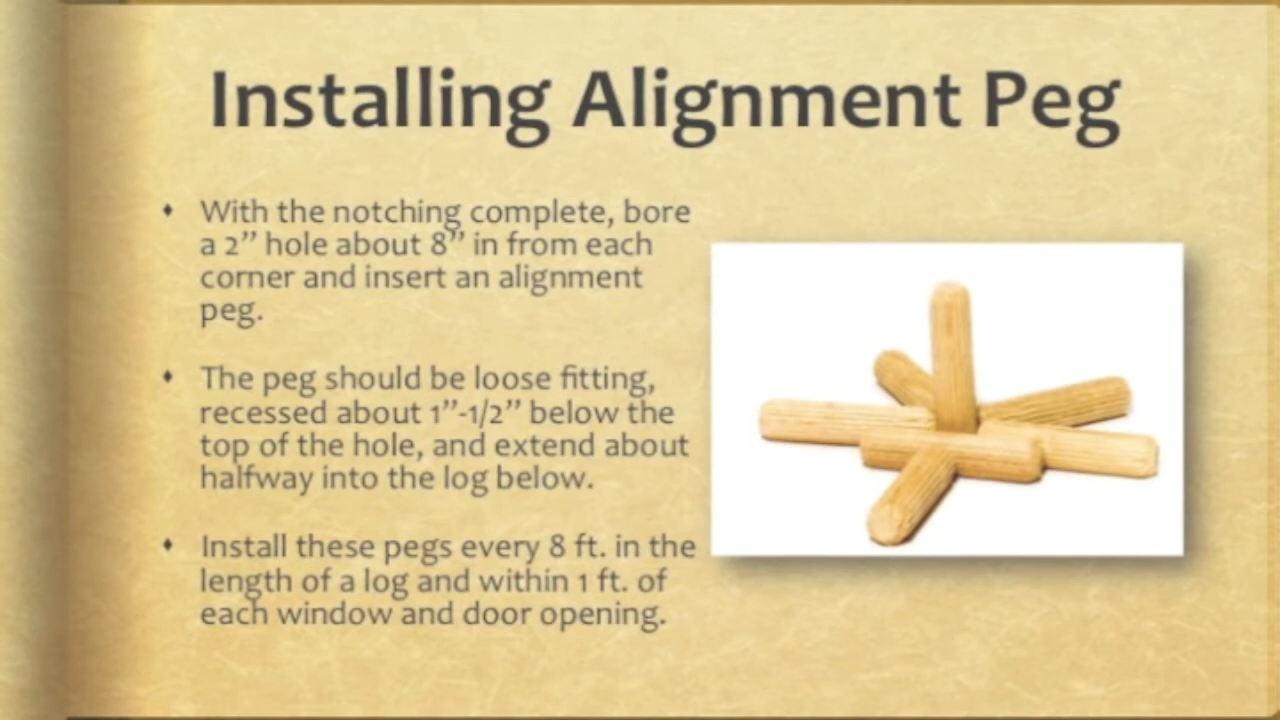 Installing Alignment Peg
With the notching complete, bore
a 2” hole about 8” in from each
corner and insert an alignment
peg.
The peg should be loose fitting,
recessed about 1”-1/2” below the
top of the hole, and extend about
halfway into the log below.
Install these pegs every 8 ft. in the
length of a log and within 1 ft. of
each window and door opening.